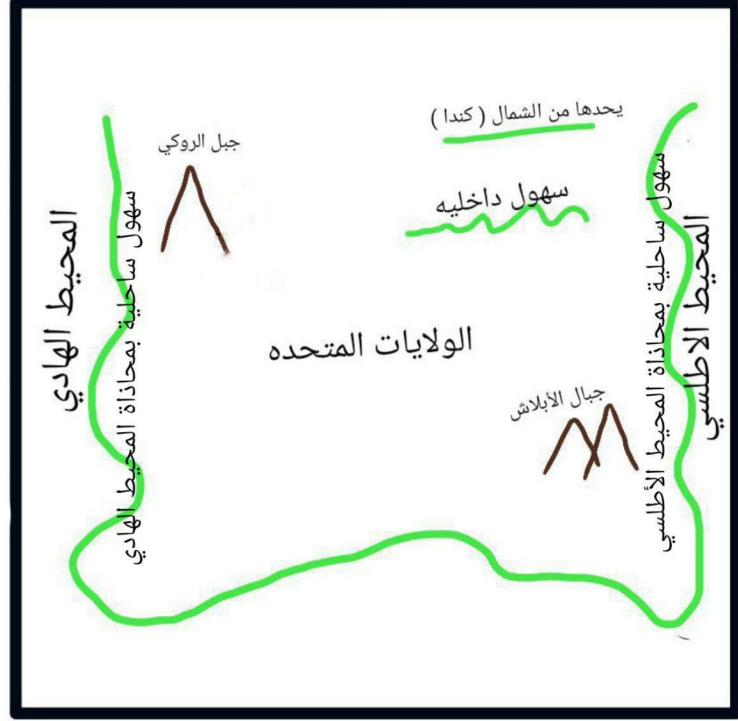 يحدها من الشمال ( كندا )
جبل الروكي
سهول داخليه
سهول ساحلية بمحاذاة المحيط الأطلسي
المحيط الاطلسي
المحيط الهادي
سهول ساحلية بمحاذاة المحيط الهادي
الولايات المتحده
جبال الأبلاش